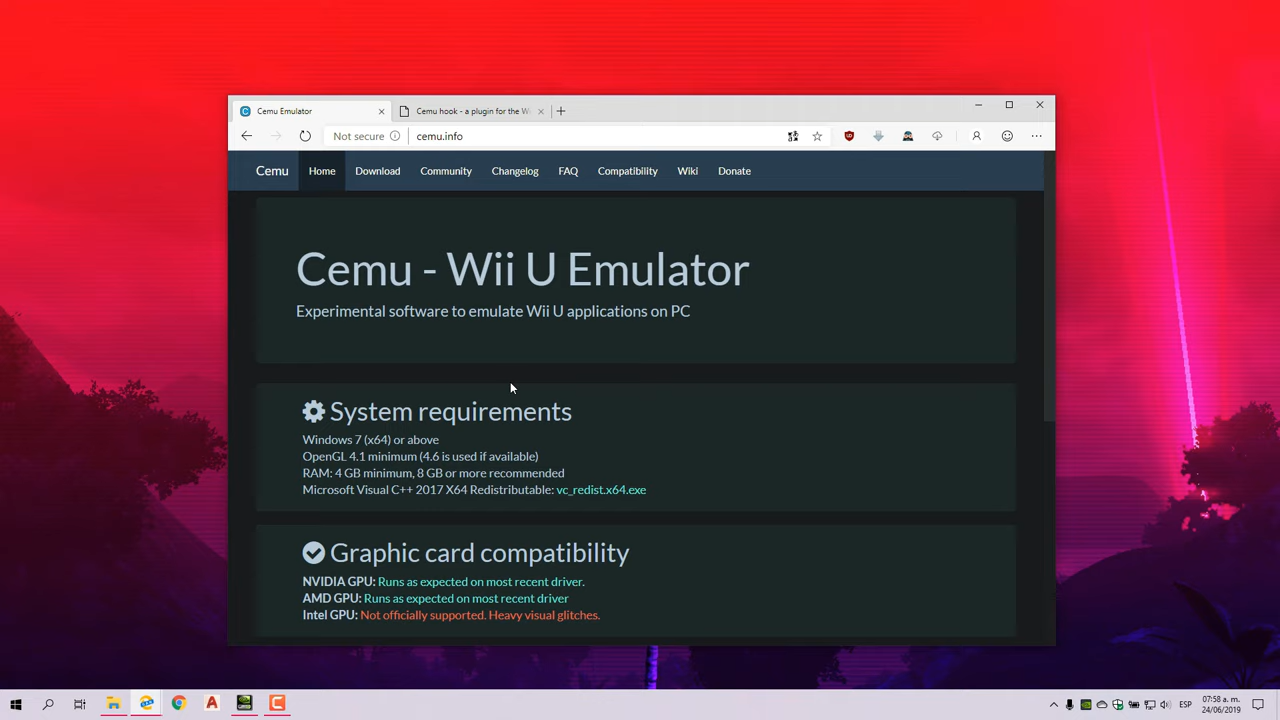 Cemu Emulator
Cemu hook - a plugin for the Wi
Not secure
cemu.info
Cemu
Home
Download
Community
Changelog
FAQ
Compatibility
Wiki
Donate
Cemu - Wii U Emulator
Experimental software to emulate Wii U applications on PC
System requirements
Windows 7 (x64) or above
OpenGL 4.1 minimum (4.6 is used if available)
RAM: 4 GB minimum, 8 GB or more recommended
Microsoft Visual C++ 2017 X64 Redistributable: vc_redist.x64.exe
Graphic card compatibility
NVIDIA GPU: Runs as expected on most recent driver.
AMD GPU: Runs as expected on most recent driver
Intel GPU: Not officially supported. Heavy visual glitches.
ESP
07:58 a. m.
24/06/2019